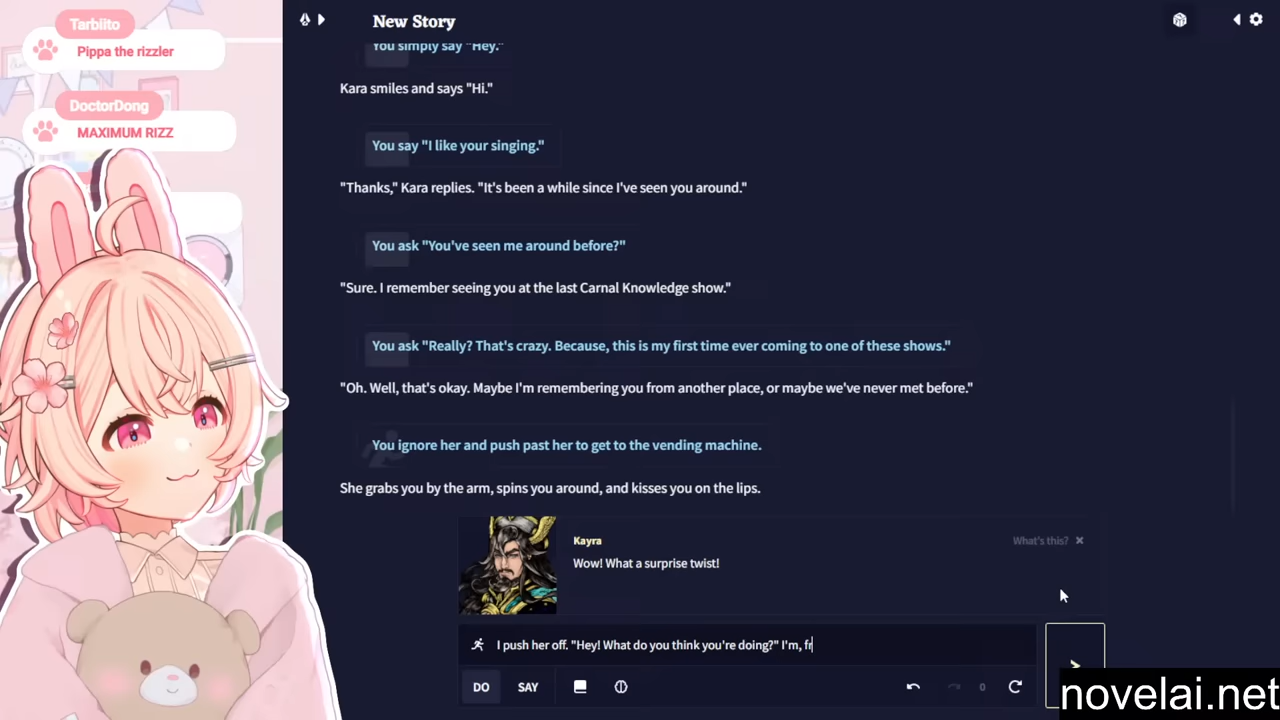 Tarbiito
Pippa the rizzler
DoctorDong
MAXIMUM RIZZ
New Story
You simply say "Hey."
Kara smiles and says "Hi."
You say "I like your singing."
"Thanks," Kara replies. "It's been a while since I've seen you around."
You ask "You've seen me around before?"
"Sure. I remember seeing you at the last Carnal Knowledge show."
You ask "Really? That's crazy. Because, this is my first time ever coming to one of these shows."
"Oh. Well, that's okay. Maybe I'm remembering you from another place, or maybe we've never met before."
You ignore her and push past her to get to the vending machine.
She grabs you by the arm, spins you around, and kisses you on the lips.
Kayra
What's this?
Wow! What a surprise twist!
I push her off. "Hey! What do you think you're doing?" I'm, fr
DO SAY
0
novelai.net